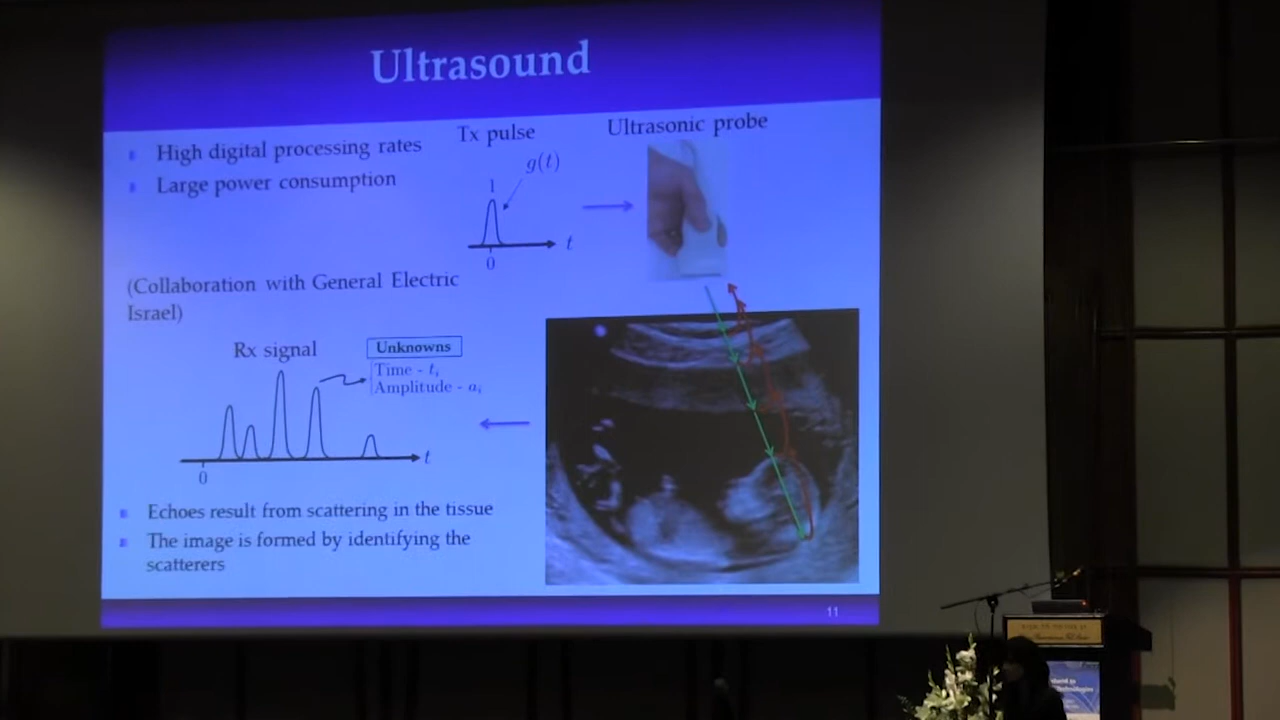 Ultrasound
High digital processing rates
Large power consumption
Tx pulse
g(t)
1
t
0
Ultrasonic probe
(Collaboration with General Electric
Israel)
Rx signal
Unknowns
Time - tᵢ
Amplitude - aᵢ
t
0
Echoes result from scattering in the tissue
The image is formed by identifying the
scatterers
11